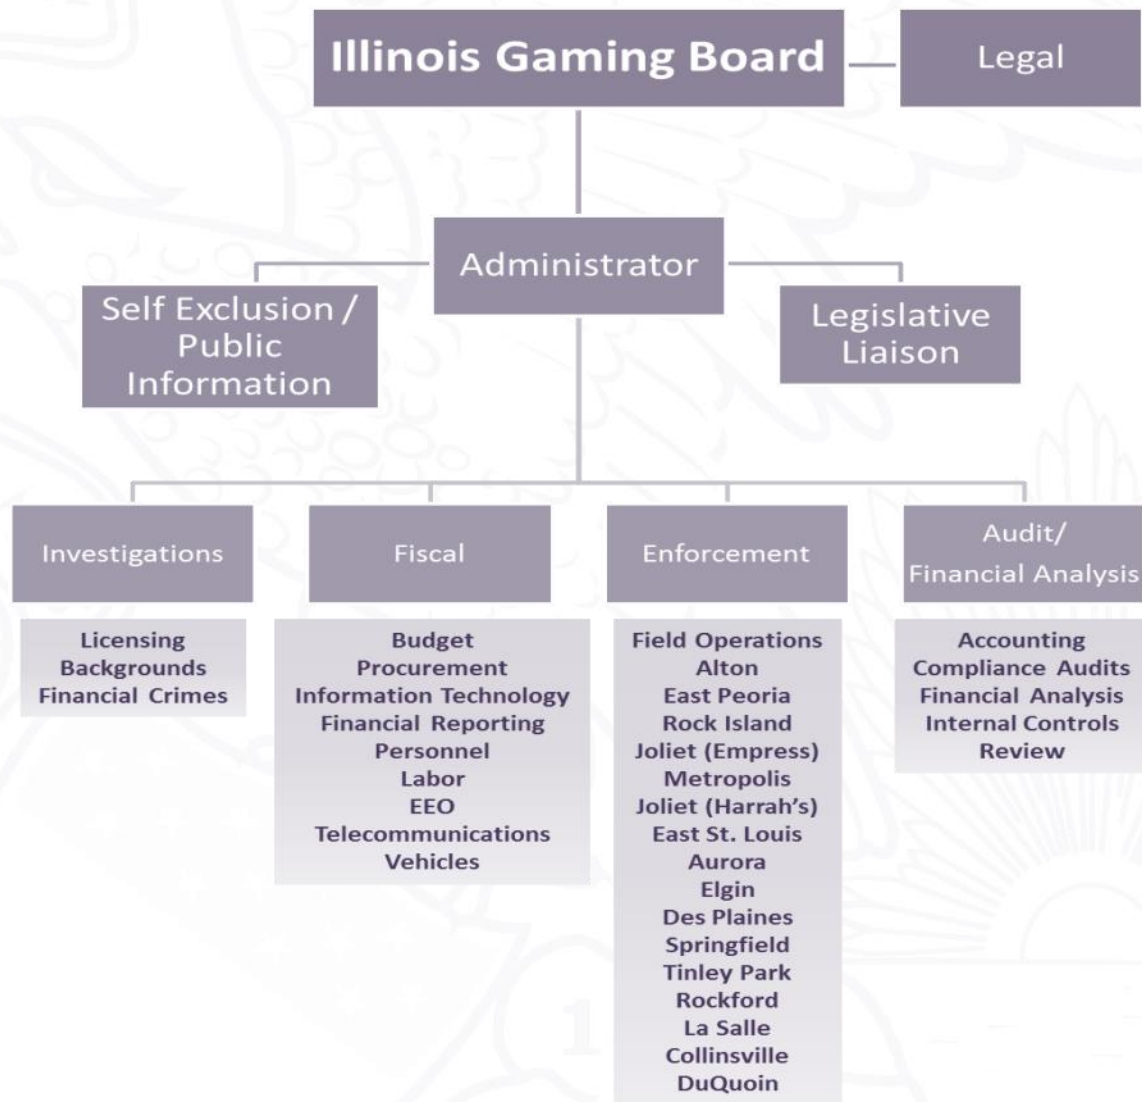 Illinois Gaming Board
Legal
Administrator
Self Exclusion /
Public
Information
Legislative
Liaison
Investigations
Fiscal
Enforcement
Audit/
Financial Analysis
Licensing
Backgrounds
Financial Crimes
Budget
Procurement
Information Technology
Financial Reporting
Personnel
Labor
EEO
Telecommunications
Vehicles
Field Operations
Alton
East Peoria
Rock Island
Joliet (Empress)
Metropolis
Joliet (Harrah’s)
East St. Louis
Aurora
Elgin
Des Plaines
Springfield
Tinley Park
Rockford
La Salle
Collinsville
DuQuoin
Accounting
Compliance Audits
Financial Analysis
Internal Controls
Review